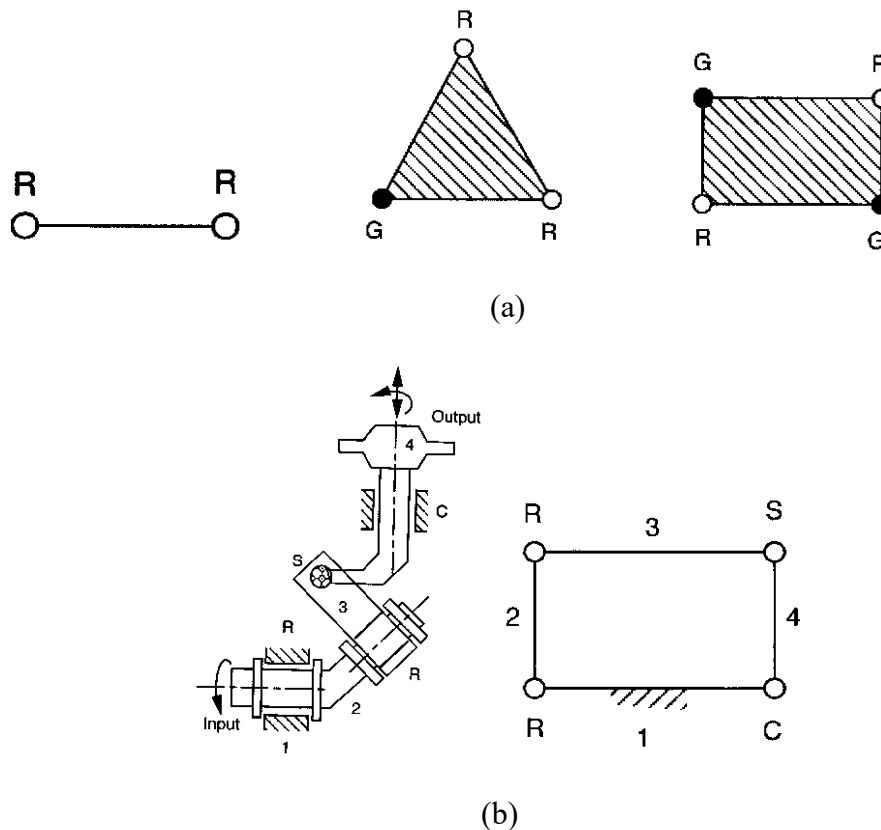 R R
R
G R
G R
R G
(a)
Output
4
C
S
3
R
R
2
Input
1
R 3 S
2 4
R 1 C
(b)